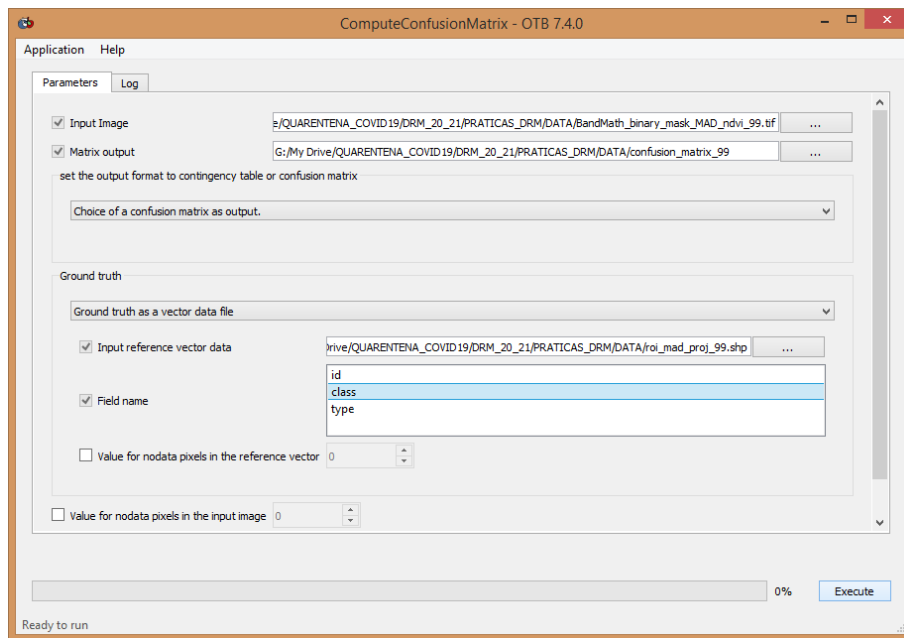 ComputeConfusionMatrix - OTB 7.4.0
Application Help
Parameters Log
Input Image e/QUARENTENA_COVID19/DRM_20_21/PRATICAS_DRM/DATA/BandMath_binary_mask_MAD_ndvi_99.tif ...
Matrix output G:/My Drive/QUARENTENA_COVID19/DRM_20_21/PRATICAS_DRM/DATA/confusion_matrix_99 ...
set the output format to contingency table or confusion matrix
Choice of a confusion matrix as output.
Ground truth
Ground truth as a vector data file
Input reference vector data Drive/QUARENTENA_COVID19/DRM_20_21/PRATICAS_DRM/DATA/roi_mad_proj_99.shp ...
id
class
Field name
type
Value for nodata pixels in the reference vector 0
Value for nodata pixels in the input image 0
0% Execute
Ready to run